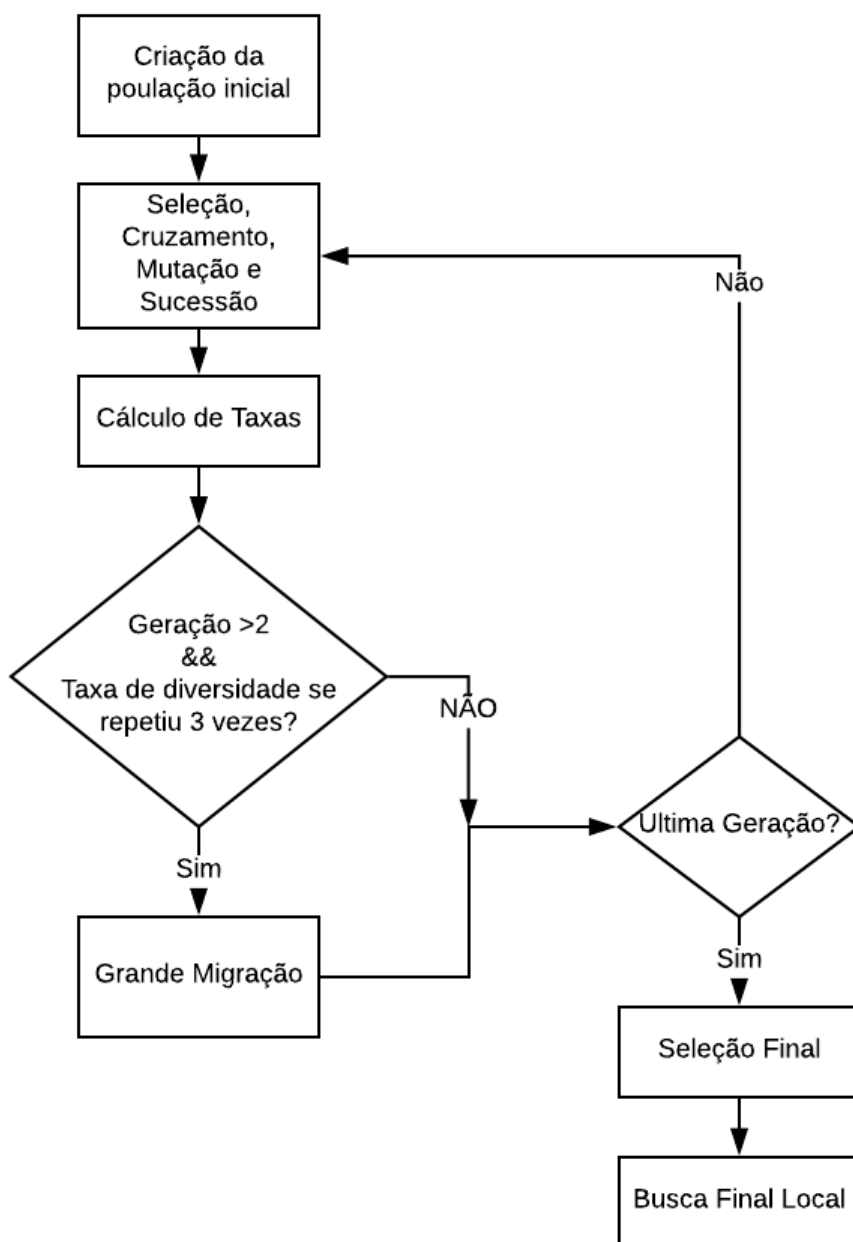 Criação da
poulação inicial
Seleção,
Cruzamento,
Mutação e
Sucessão
Não
Cálculo de Taxas
Geração >2
&&
Taxa de diversidade se
repetiu 3 vezes?
NÃO
Ultima Geração?
Sim
Grande Migração
Sim
Seleção Final
Busca Final Local